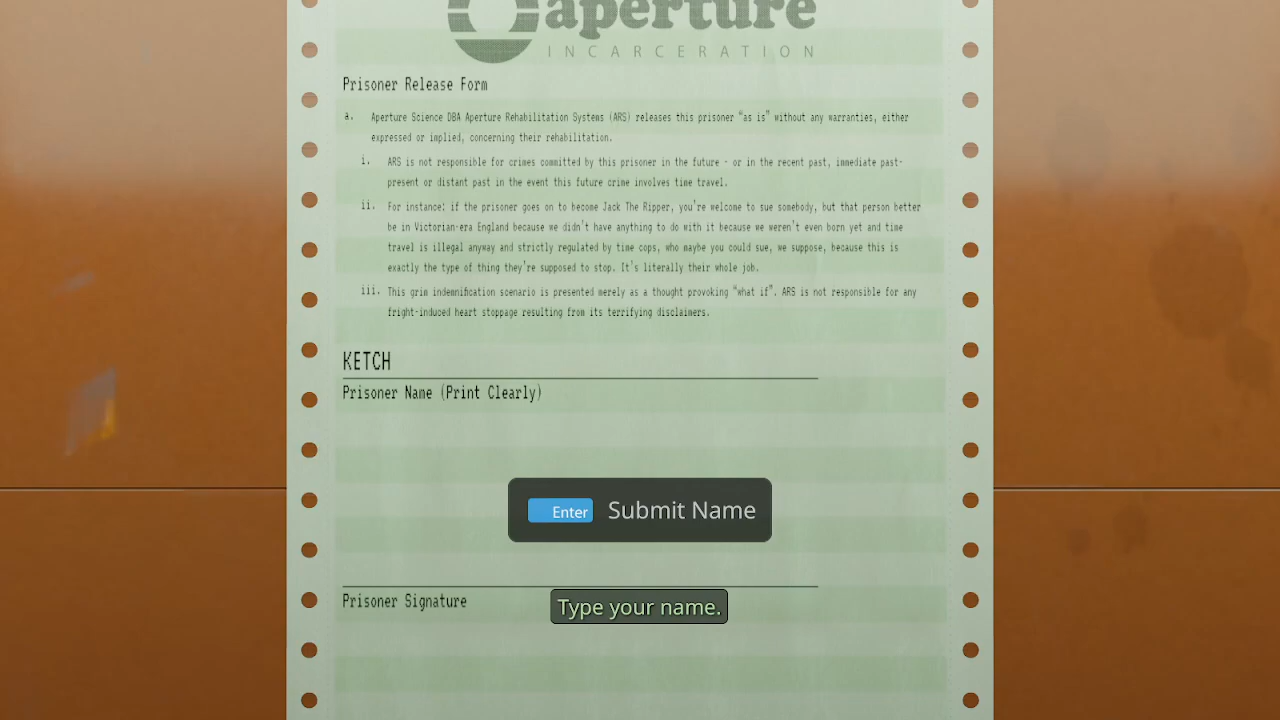 aperture
INCARCERATION
Prisoner Release Form
a. Aperture Science DBA Aperture Rehabilitation Systems (ARS) releases this prisoner “as is” without any warranties, either
expressed or implied, concerning their rehabilitation.
i. ARS is not responsible for crimes committed by this prisoner in the future - or in the recent past, immediate past-
present or distant past in the event this future crime involves time travel.
ii. For instance: if the prisoner goes on to become Jack The Ripper, you’re welcome to sue somebody, but that person better
be in Victorian-era England because we didn’t have anything to do with it because we weren’t even born yet and time
travel is illegal anyway and strictly regulated by time cops, who maybe you could sue, we suppose, because this is
exactly the type of thing they’re supposed to stop. It’s literally their whole job.
iii. This grim indemnification scenario is presented merely as a thought provoking “what if”. ARS is not responsible for any
fright-induced heart stoppage resulting from its terrifying disclaimers.
KETCH
Prisoner Name (Print Clearly)
Enter Submit Name
Prisoner Signature
Type your name.